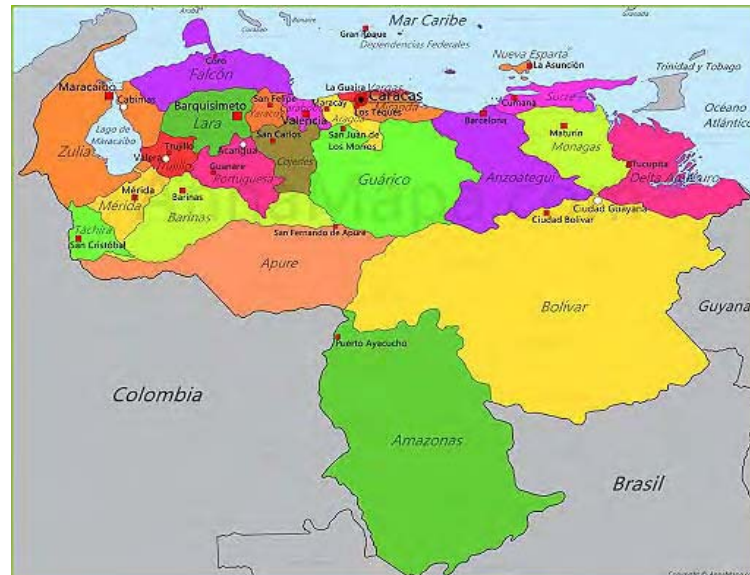 Aruba
Curaçao
Bonaire
Mar Caribe
Granada
Gran Roque
Dependencias Federales
Coro
Falcón
Nueva Esparta
La Asunción
Trinidad y Tobago
Maracaibo
Cabimas
Barquisimeto
Lara
San Felipe
Yaracuy
Carabobo
Valencia
Maracay
Aragua
La Guaira
Vargas
Caracas
Miranda
Los Teques
Barcelona
Cumaná
Sucre
Océano
Atlántico
Lago de
Maracaibo
Zulia
Trujillo
Valera
Trujillo
Acarigua
Guanare
Portuguesa
San Carlos
Cojedes
San Juan de
Los Morros
Guárico
Anzoategui
Maturín
Monagas
Tucupita
Delta Amacuro
Mérida
Mérida
Barinas
Barinas
Táchira
San Cristóbal
San Fernando de Apure
Ciudad Bolivar
Ciudad Guayana
Apure
Bolívar
Guyana
Puerto Ayacucho
Colombia
Amazonas
Brasil